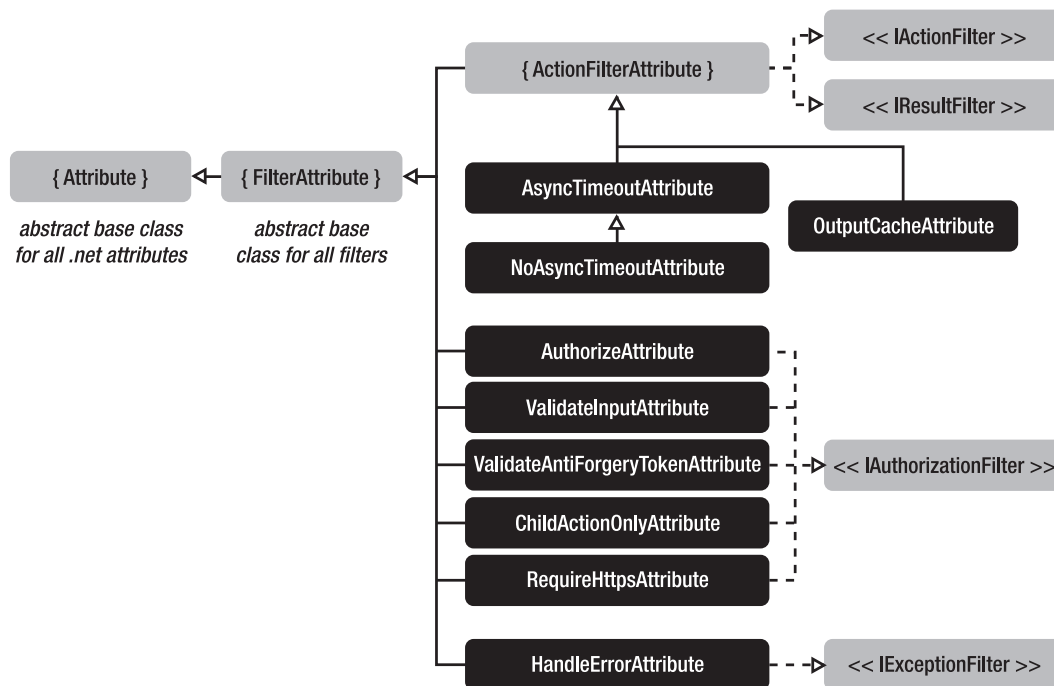 { Attribute }
abstract base class
for all .net attributes
{ FilterAttribute }
abstract base
class for all filters
{ ActionFilterAttribute }
<< IActionFilter >>
<< IResultFilter >>
AsyncTimeoutAttribute
OutputCacheAttribute
NoAsyncTimeoutAttribute
AuthorizeAttribute
ValidateInputAttribute
ValidateAntiForgeryTokenAttribute
<< IAuthorizationFilter >>
ChildActionOnlyAttribute
RequireHttpsAttribute
HandleErrorAttribute
<< IExceptionFilter >>